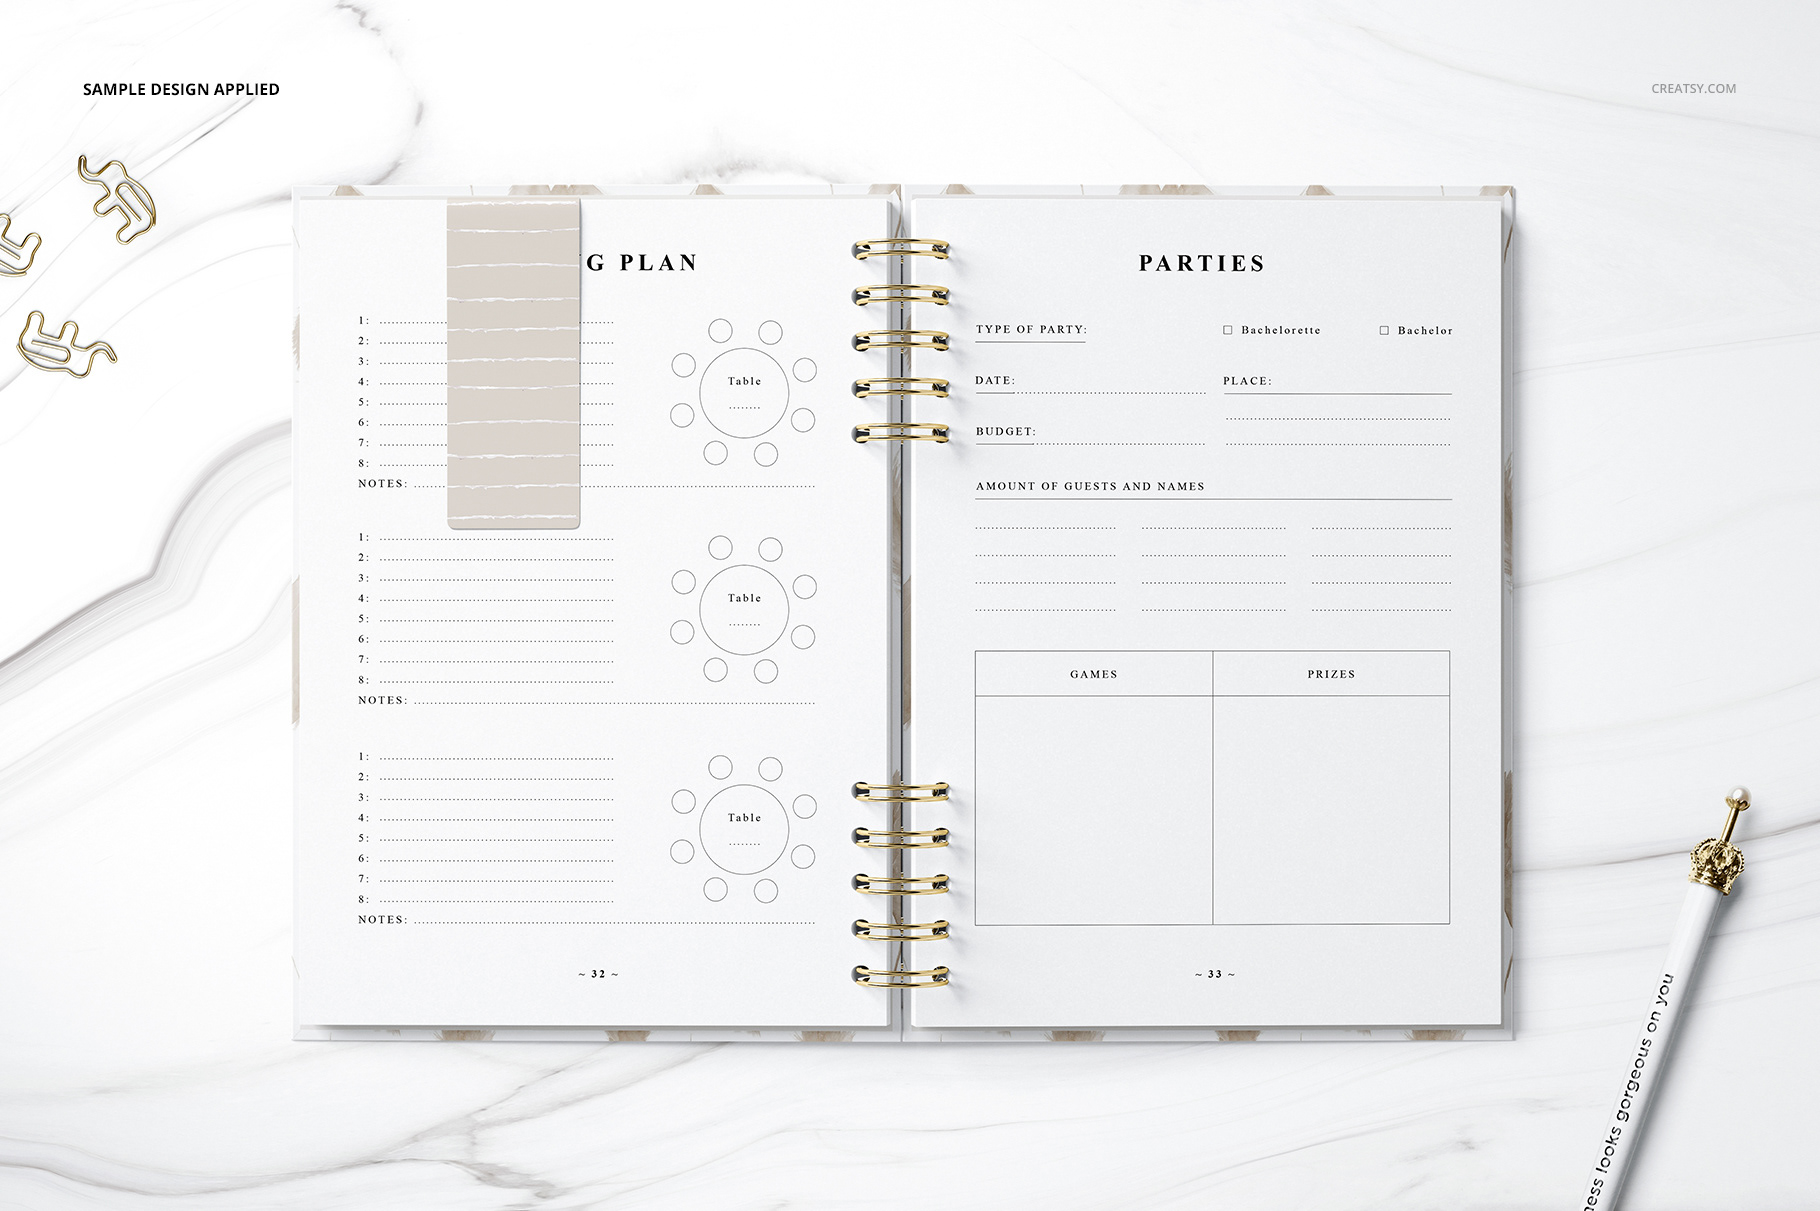 SAMPLE DESIGN APPLIED
CREATSY.COM
G PLAN
1:
2:
3:
4:
5:
6:
7:
8:
NOTES:
Table
1:
2:
3:
4:
5:
6:
7:
8:
NOTES:
Table
1:
2:
3:
4:
5:
6:
7:
8:
NOTES:
Table
~ 32 ~
PARTIES
TYPE OF PARTY: Bachelorette Bachelor
DATE: PLACE:
BUDGET:
AMOUNT OF GUESTS AND NAMES
GAMES PRIZES
~ 33 ~
ness looks gorgeous on you